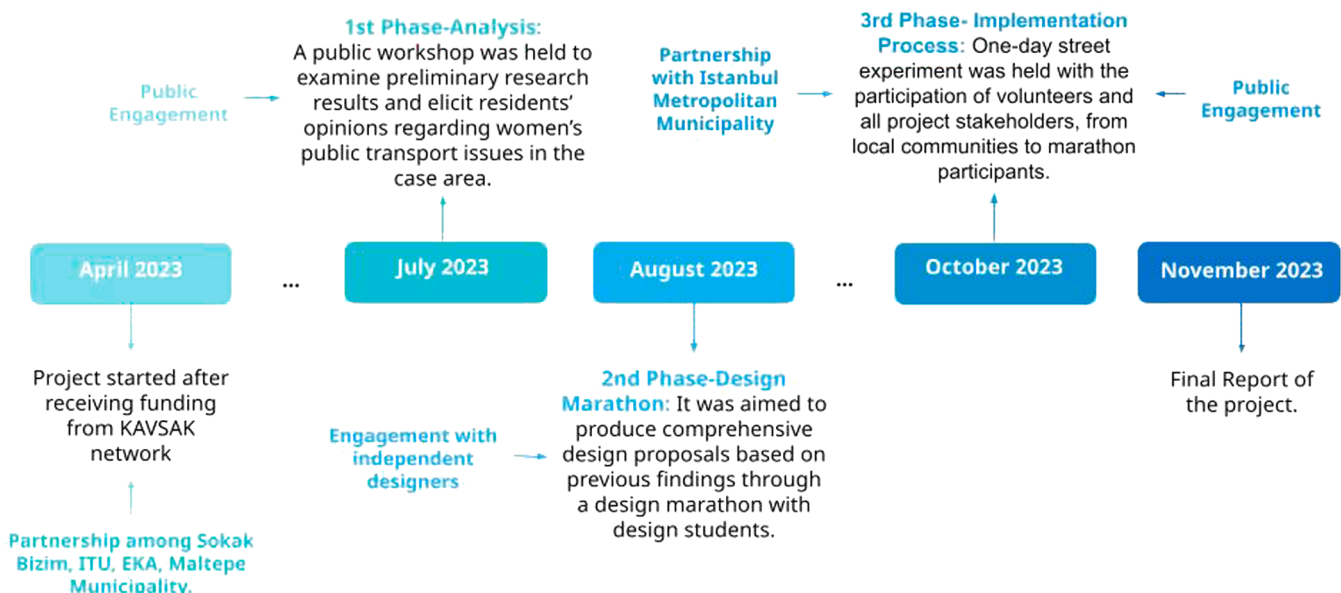 1st Phase-Analysis:
A public workshop was held to
examine preliminary research
results and elicit residents'
opinions regarding women's
public transport issues in the
case area.
Public
Engagement
Partnership
with Istanbul
Metropolitan
Municipality
3rd Phase- Implementation
Process: One-day street
experiment was held with the
participation of volunteers and
all project stakeholders, from
local communities to marathon
participants.
Public
Engagement
April 2023
...
July 2023
August 2023
...
October 2023
November 2023
Project started after
receiving funding
from KAVSAK
network
Partnership among Sokak
Bizim, ITU, EKA, Maltepe
Municipality.
Engagement with
independent
designers
2nd Phase-Design
Marathon: It was aimed to
produce comprehensive
design proposals based on
previous findings through
a design marathon with
design students.
Final Report of
the project.